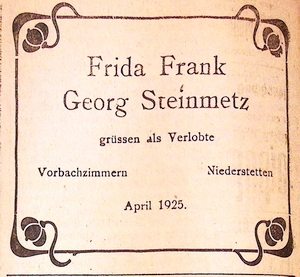 Frida Frank
Georg Steinmetz
grüssen als Verlobte
Vorbachzimmern Niederstetten
April 1925.